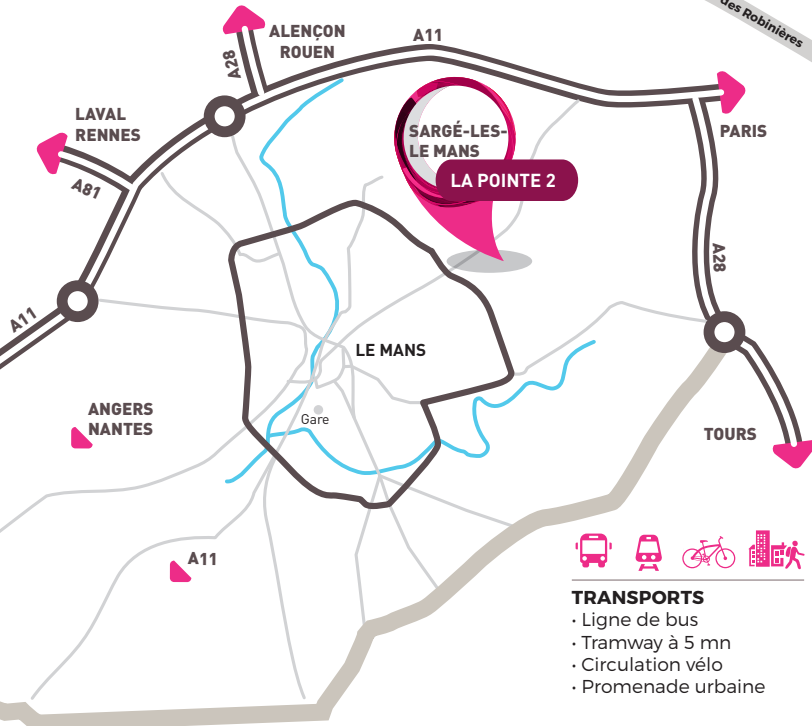 des Robinières
ALENÇON
ROUEN
A28
A11
LAVAL
RENNES
A81
SARGÉ-LES-
LE MANS
LA POINTE 2
PARIS
A28
A11
LE MANS
ANGERS
NANTES
Gare
TOURS
A11
TRANSPORTS
· Ligne de bus
· Tramway à 5 mn
· Circulation vélo
· Promenade urbaine